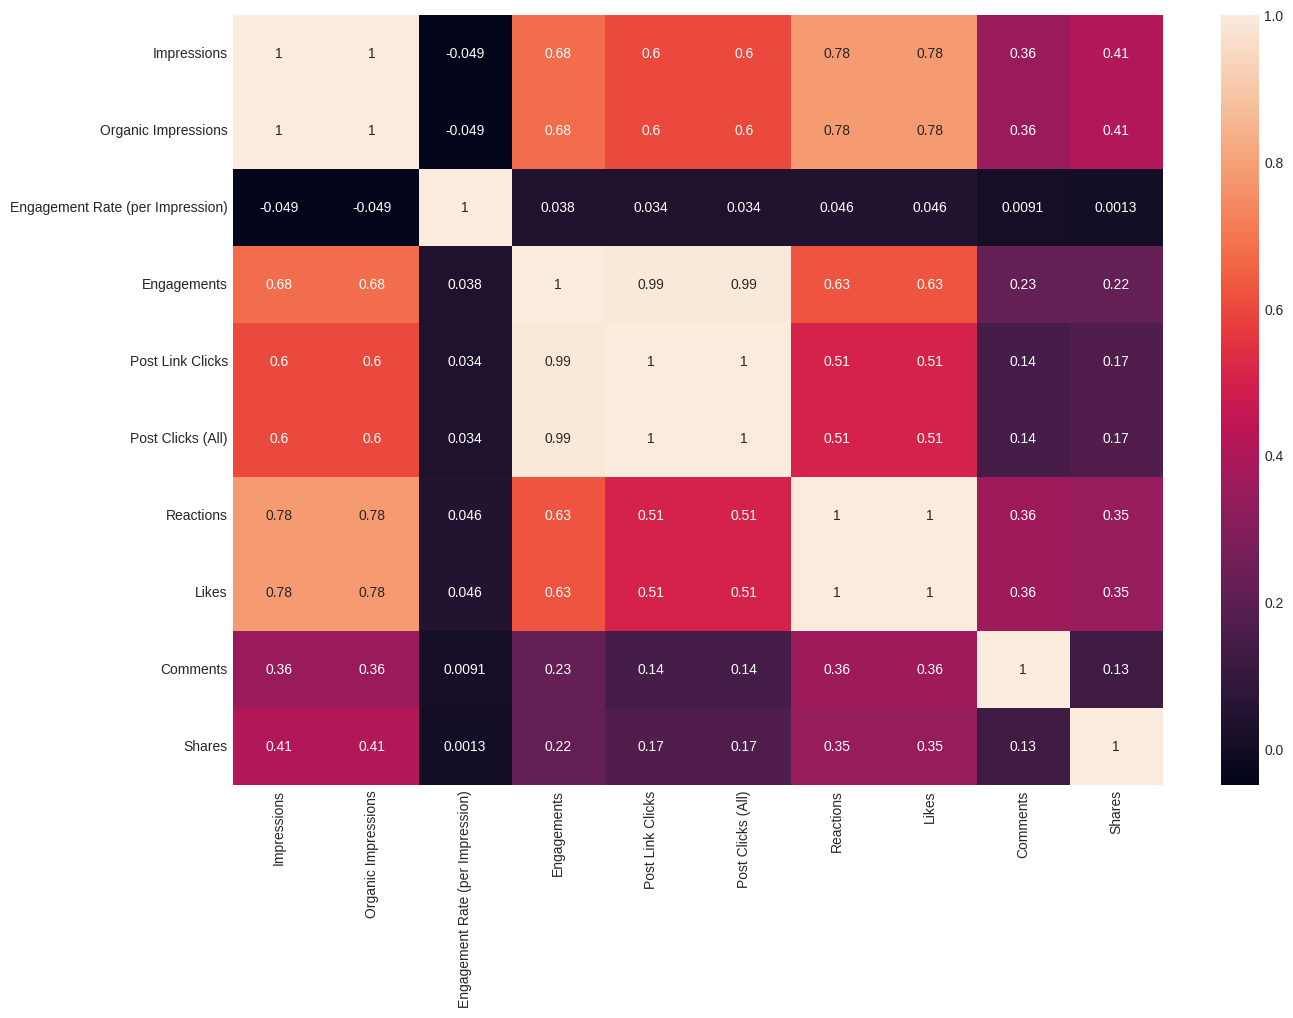 Impressions 1 1 -0.049 0.68 0.6 0.6 0.78 0.78 0.36 0.41
Organic Impressions 1 1 -0.049 0.68 0.6 0.6 0.78 0.78 0.36 0.41
Engagement Rate (per Impression) -0.049 -0.049 1 0.038 0.034 0.034 0.046 0.046 0.0091 0.0013
Engagements 0.68 0.68 0.038 1 0.99 0.99 0.63 0.63 0.23 0.22
Post Link Clicks 0.6 0.6 0.034 0.99 1 1 0.51 0.51 0.14 0.17
Post Clicks (All) 0.6 0.6 0.034 0.99 1 1 0.51 0.51 0.14 0.17
Reactions 0.78 0.78 0.046 0.63 0.51 0.51 1 1 0.36 0.35
Likes 0.78 0.78 0.046 0.63 0.51 0.51 1 1 0.36 0.35
Comments 0.36 0.36 0.0091 0.23 0.14 0.14 0.36 0.36 1 0.13
Shares 0.41 0.41 0.0013 0.22 0.17 0.17 0.35 0.35 0.13 1
Impressions
Organic Impressions
Engagement Rate (per Impression)
Engagements
Post Link Clicks
Post Clicks (All)
Reactions
Likes
Comments
Shares
1.0
0.8
0.6
0.4
0.2
0.0